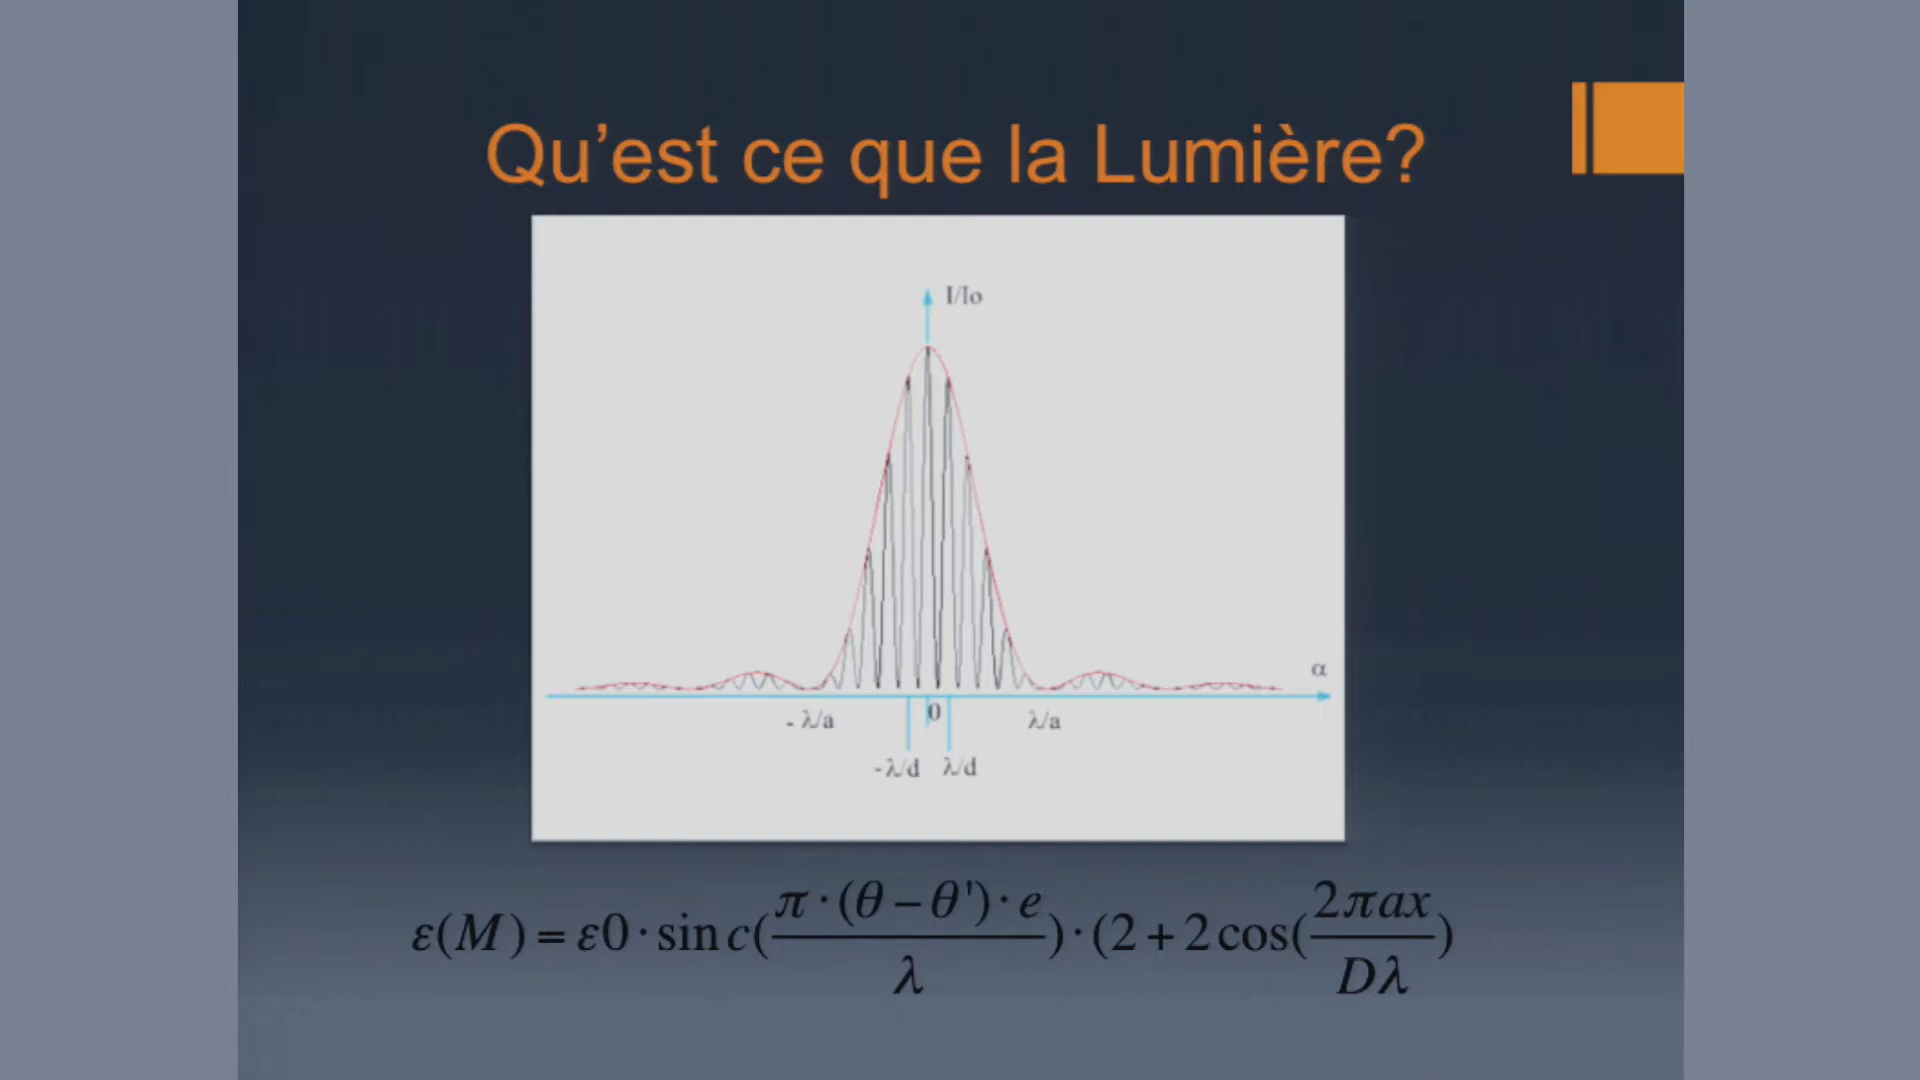 Qu’est ce que la Lumière?
I/Io
α
- λ/a
0
λ/a
-λ/d
λ/d
ε(M) = ε0 · sin c(π · (θ – θ') · e / λ) · (2 + 2 cos(2πax / Dλ)